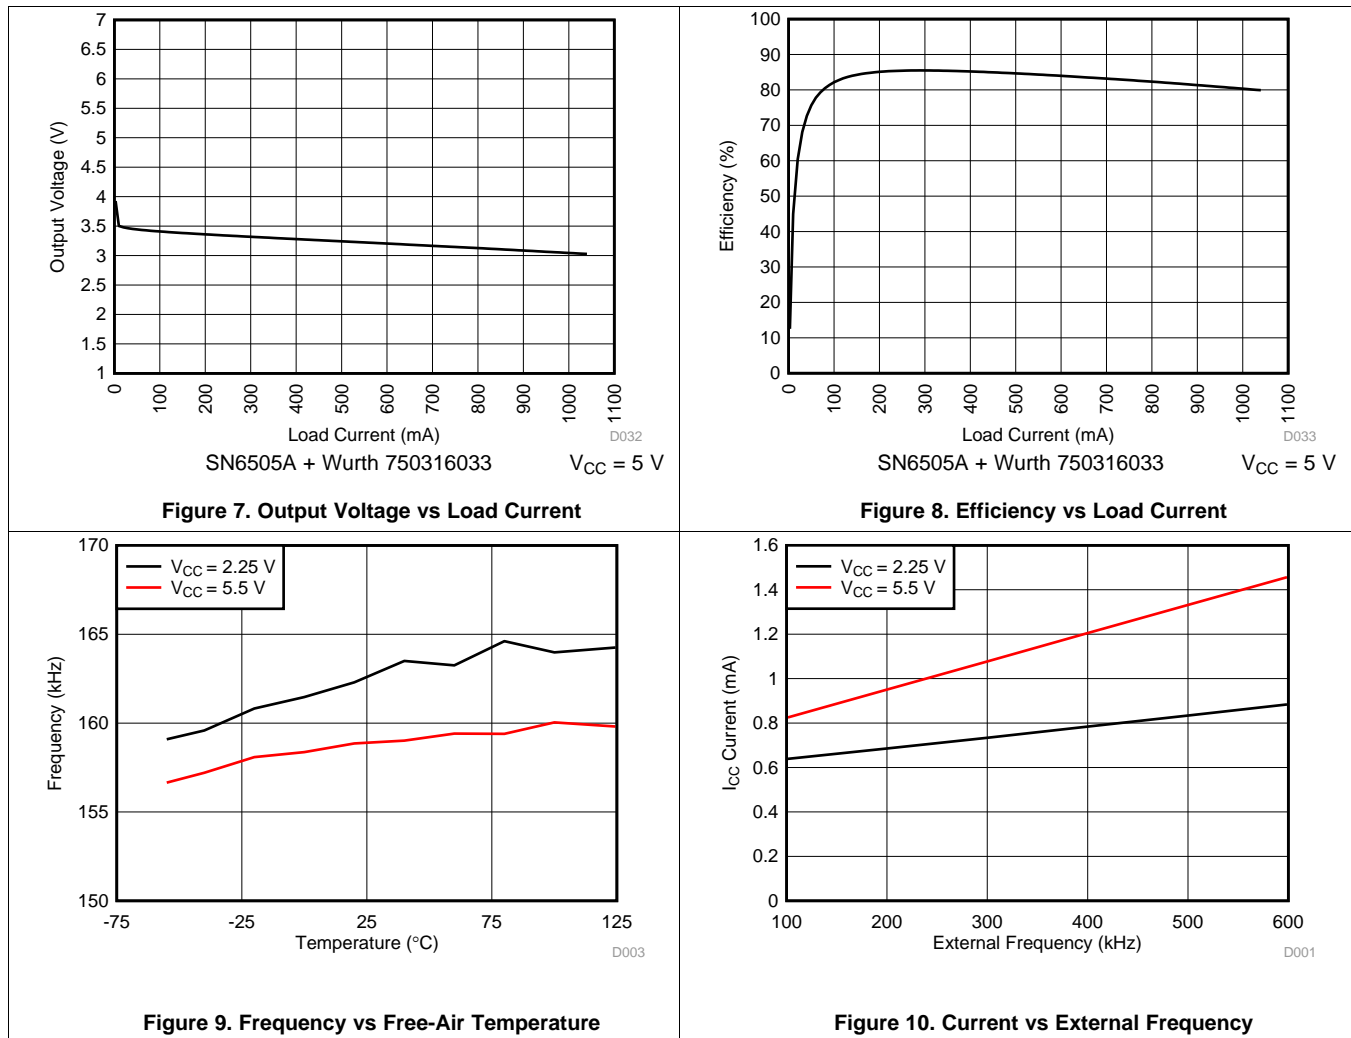 7
6.5
6
5.5
5
4.5
4
3.5
3
2.5
2
1.5
1
Output Voltage (V)
0
100
200
300
400
500
600
700
800
900
1000
1100
Load Current (mA)
D032
SN6505A + Wurth 750316033 VCC = 5 V
Figure 7. Output Voltage vs Load Current
100
90
80
70
60
50
40
30
20
10
0
Efficiency (%)
0
100
200
300
400
500
600
700
800
900
1000
1100
Load Current (mA)
D033
SN6505A + Wurth 750316033 VCC = 5 V
Figure 8. Efficiency vs Load Current
170
165
160
155
150
Frequency (kHz)
VCC = 2.25 V
VCC = 5.5 V
-75 -25 25 75 125
Temperature (°C)
D003
Figure 9. Frequency vs Free-Air Temperature
1.6
1.4
1.2
1
0.8
0.6
0.4
0.2
0
ICC Current (mA)
VCC = 2.25 V
VCC = 5.5 V
100 200 300 400 500 600
External Frequency (kHz)
D001
Figure 10. Current vs External Frequency